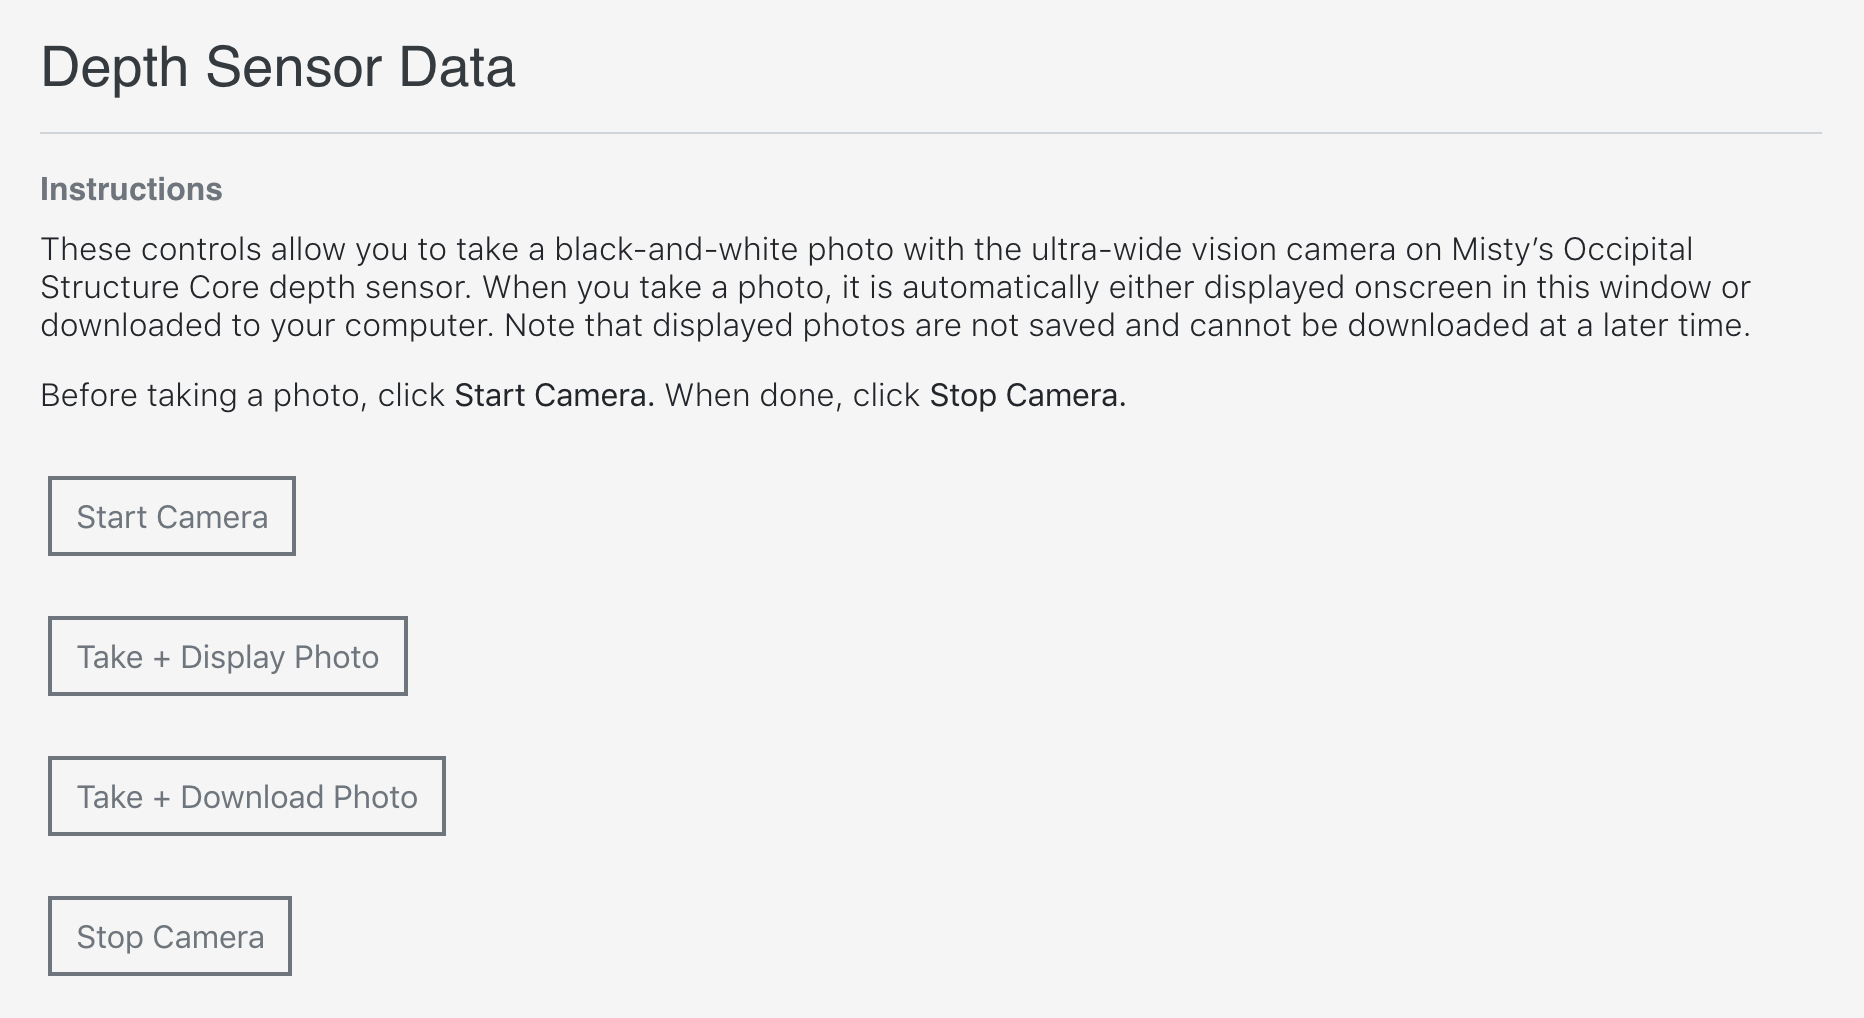 Depth Sensor Data
Instructions
These controls allow you to take a black-and-white photo with the ultra-wide vision camera on Misty’s Occipital
Structure Core depth sensor. When you take a photo, it is automatically either displayed onscreen in this window or
downloaded to your computer. Note that displayed photos are not saved and cannot be downloaded at a later time.
Before taking a photo, click Start Camera. When done, click Stop Camera.
Start Camera
Take + Display Photo
Take + Download Photo
Stop Camera